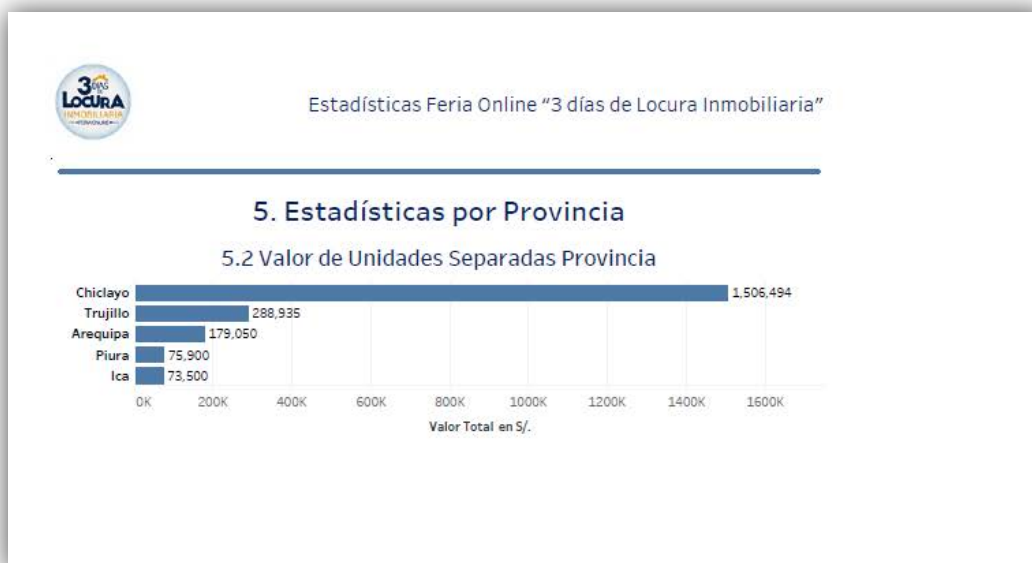 3 DÍAS DE
LOCURA
INMOBILIARIA
Estadísticas Feria Online “3 días de Locura Inmobiliaria”
5. Estadísticas por Provincia
5.2 Valor de Unidades Separadas Provincia
Chiclayo 1,506,494
Trujillo 288,935
Arequipa 179,050
Piura 75,900
Ica 73,500
0K 200K 400K 600K 800K 1000K 1200K 1400K 1600K
Valor Total en S/.